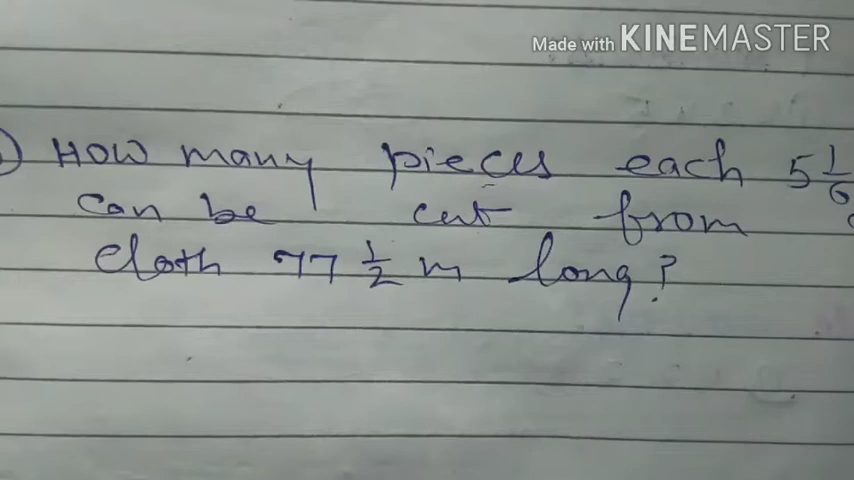 Made with KINEMASTER
How many pieces each 5 1/6
can be cut from
cloth 77 1/2 m long?